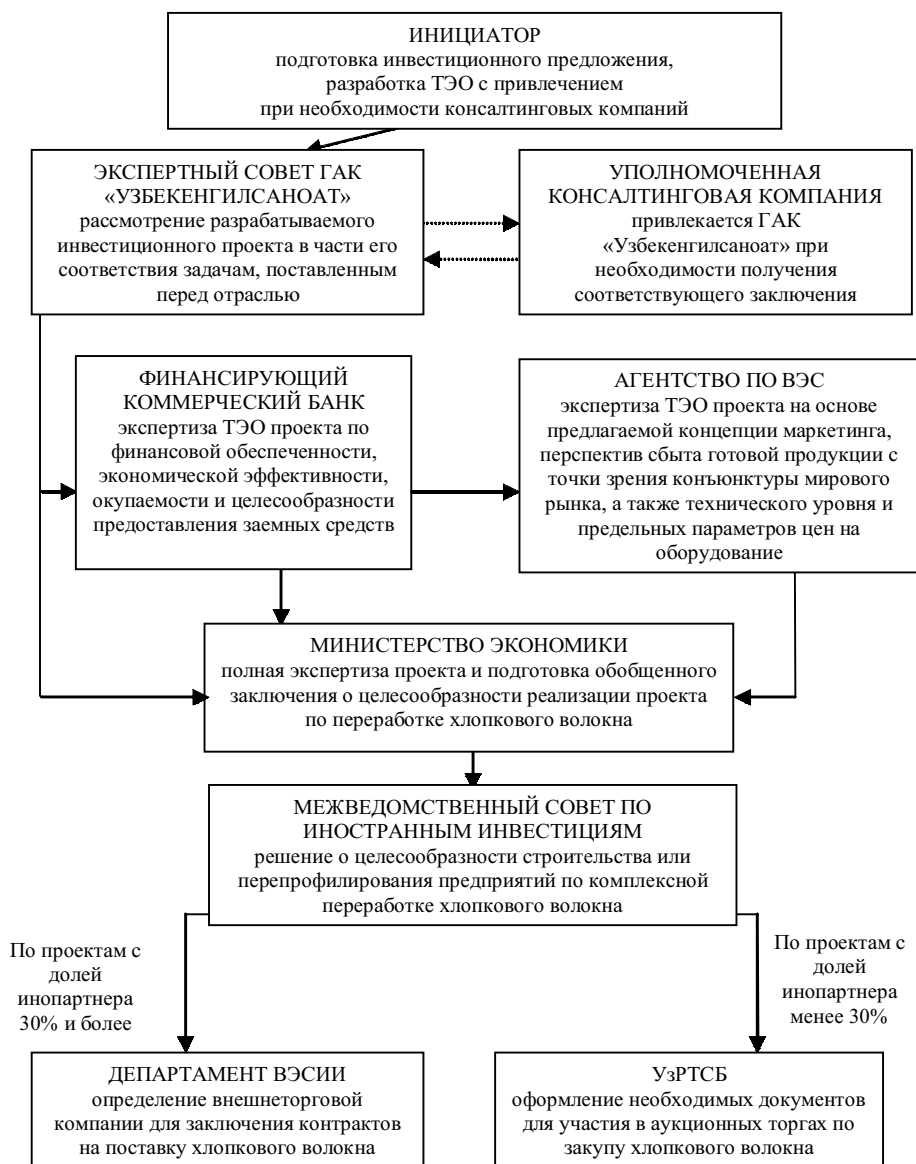 ИНИЦИАТОР
подготовка инвестиционного предложения,
разработка ТЭО с привлечением
при необходимости консалтинговых компаний
ЭКСПЕРТНЫЙ СОВЕТ ГАК
«УЗБЕКЕНГИЛСАНОАТ»
рассмотрение разрабатываемого
инвестиционного проекта в части его
соответствия задачам, поставленным
перед отраслью
УПОЛНОМОЧЕННАЯ
КОНСАЛТИНГОВАЯ КОМПАНИЯ
привлекается ГАК
«Узбекенгилсаноат» при
необходимости получения
соответствующего заключения
ФИНАНСИРУЮЩИЙ
КОММЕРЧЕСКИЙ БАНК
экспертиза ТЭО проекта по
финансовой обеспеченности,
экономической эффективности,
окупаемости и целесообразности
предоставления заемных средств
АГЕНТСТВО ПО ВЭС
экспертиза ТЭО проекта на основе
предлагаемой концепции маркетинга,
перспектив сбыта готовой продукции с
точки зрения конъюнктуры мирового
рынка, а также технического уровня и
предельных параметров цен на
оборудование
МИНИСТЕРСТВО ЭКОНОМИКИ
полная экспертиза проекта и подготовка обобщенного
заключения о целесообразности реализации проекта
по переработке хлопкового волокна
МЕЖВЕДОМСТВЕННЫЙ СОВЕТ ПО
ИНОСТРАННЫМ ИНВЕСТИЦИЯМ
решение о целесообразности строительства или
перепрофилирования предприятий по комплексной
переработке хлопкового волокна
По проектам с
долей
инопартнера
30% и более
По проектам с
долей
инопартнера
менее 30%
ДЕПАРТАМЕНТ ВЭСИИ
определение внешнеторговой
компании для заключения контрактов
на поставку хлопкового волокна
УзРТСБ
оформление необходимых документов
для участия в аукционных торгах по
закупу хлопкового волокна